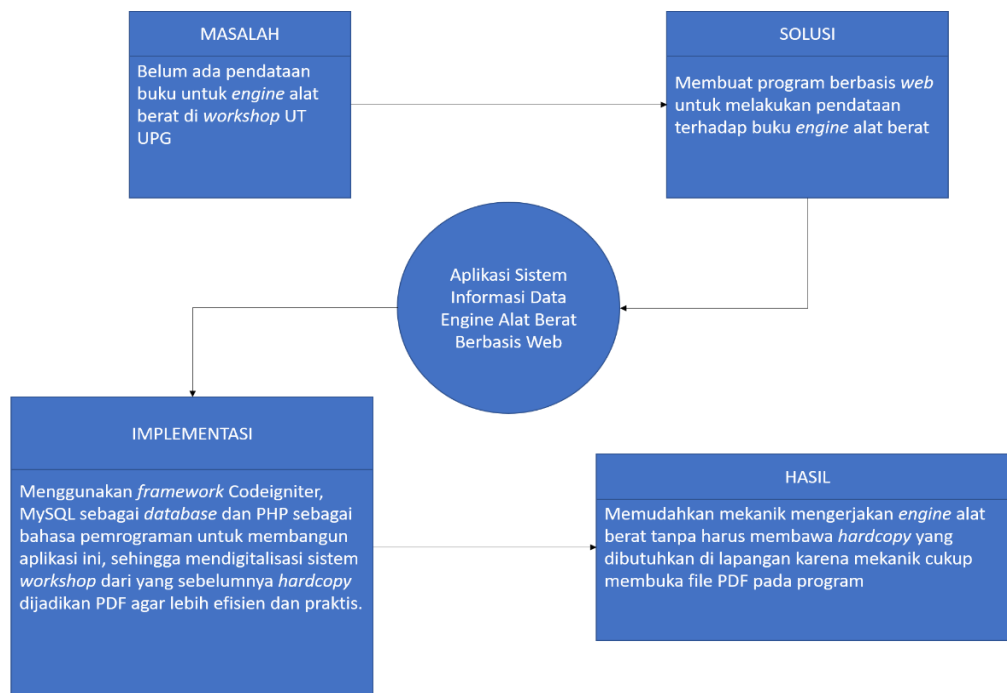 MASALAH
Belum ada pendataan
buku untuk engine alat
berat di workshop UT
UPG
SOLUSI
Membuat program berbasis web
untuk melakukan pendataan
terhadap buku engine alat berat
Aplikasi Sistem
Informasi Data
Engine Alat Berat
Berbasis Web
IMPLEMENTASI
Menggunakan framework Codeigniter,
MySQL sebagai database dan PHP sebagai
bahasa pemrograman untuk membangun
aplikasi ini, sehingga mendigitalisasi sistem
workshop dari yang sebelumnya hardcopy
dijadikan PDF agar lebih efisien dan praktis.
HASIL
Memudahkan mekanik mengerjakan engine alat
berat tanpa harus membawa hardcopy yang
dibutuhkan di lapangan karena mekanik cukup
membuka file PDF pada program